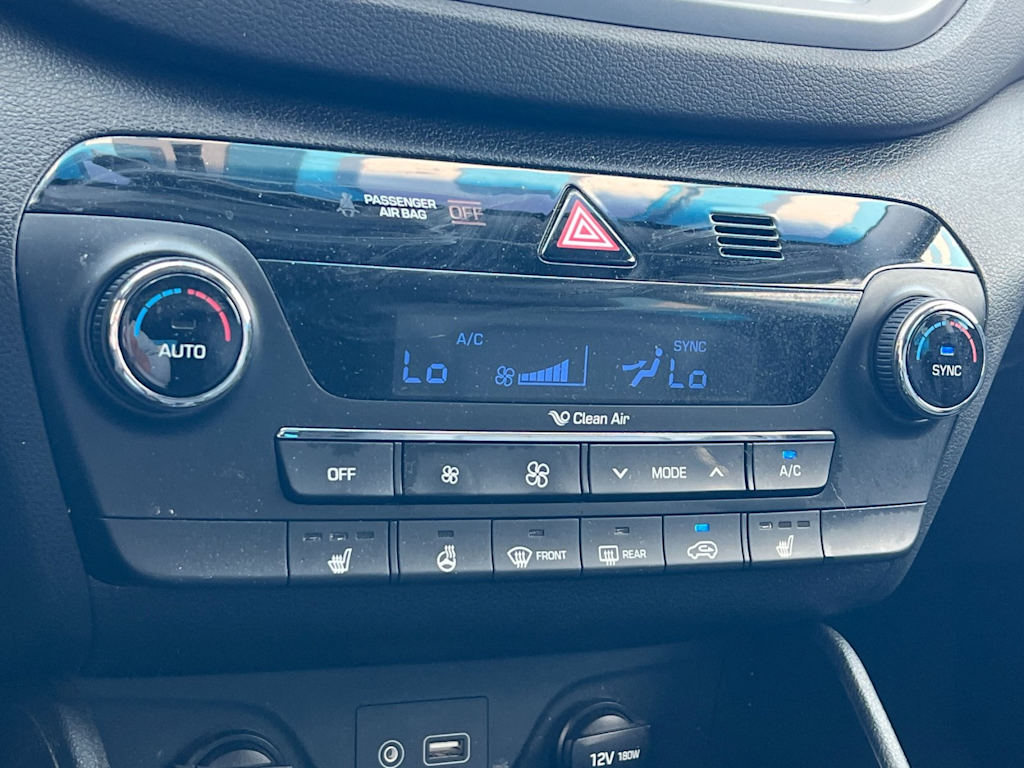 PASSENGER
AIR BAG
OFF
AUTO
A/C
Lo
SYNC
Lo
SYNC
Clean Air
OFF
MODE
A/C
FRONT
REAR
12V 180W